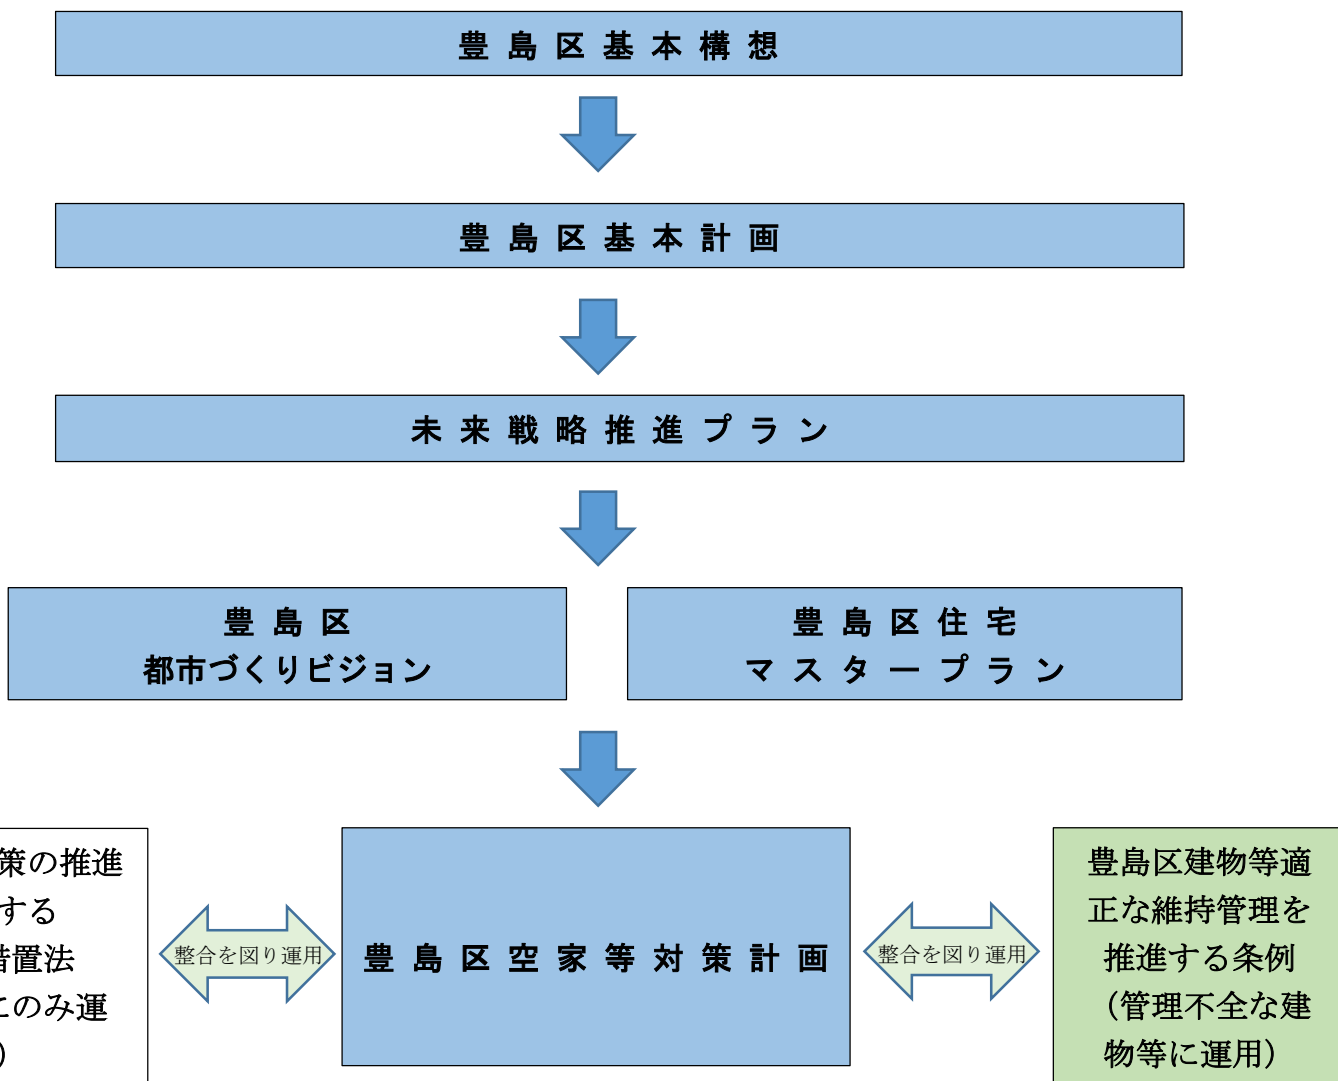 豊島区基本構想
豊島区基本計画
未来戦略推進プラン
豊島区
都市づくりビジョン
豊島区住宅
マスタープラン
策の推進
する
措置法
にのみ運
）
整合を図り運用
豊島区空家等対策計画
整合を図り運用
豊島区建物等適
正な維持管理を
推進する条例
（管理不全な建
物等に運用）